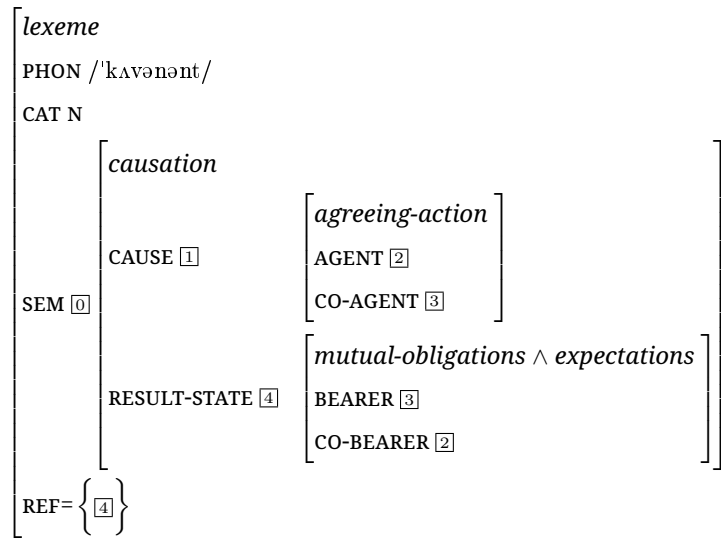 lexeme
PHON /ˈkʌvənənt/
CAT N
causation
agreeing-action
CAUSE 1 AGENT 2
CO-AGENT 3
SEM 0
mutual-obligations ∧ expectations
RESULT-STATE 4 BEARER 3
CO-BEARER 2
REF= { 4 }